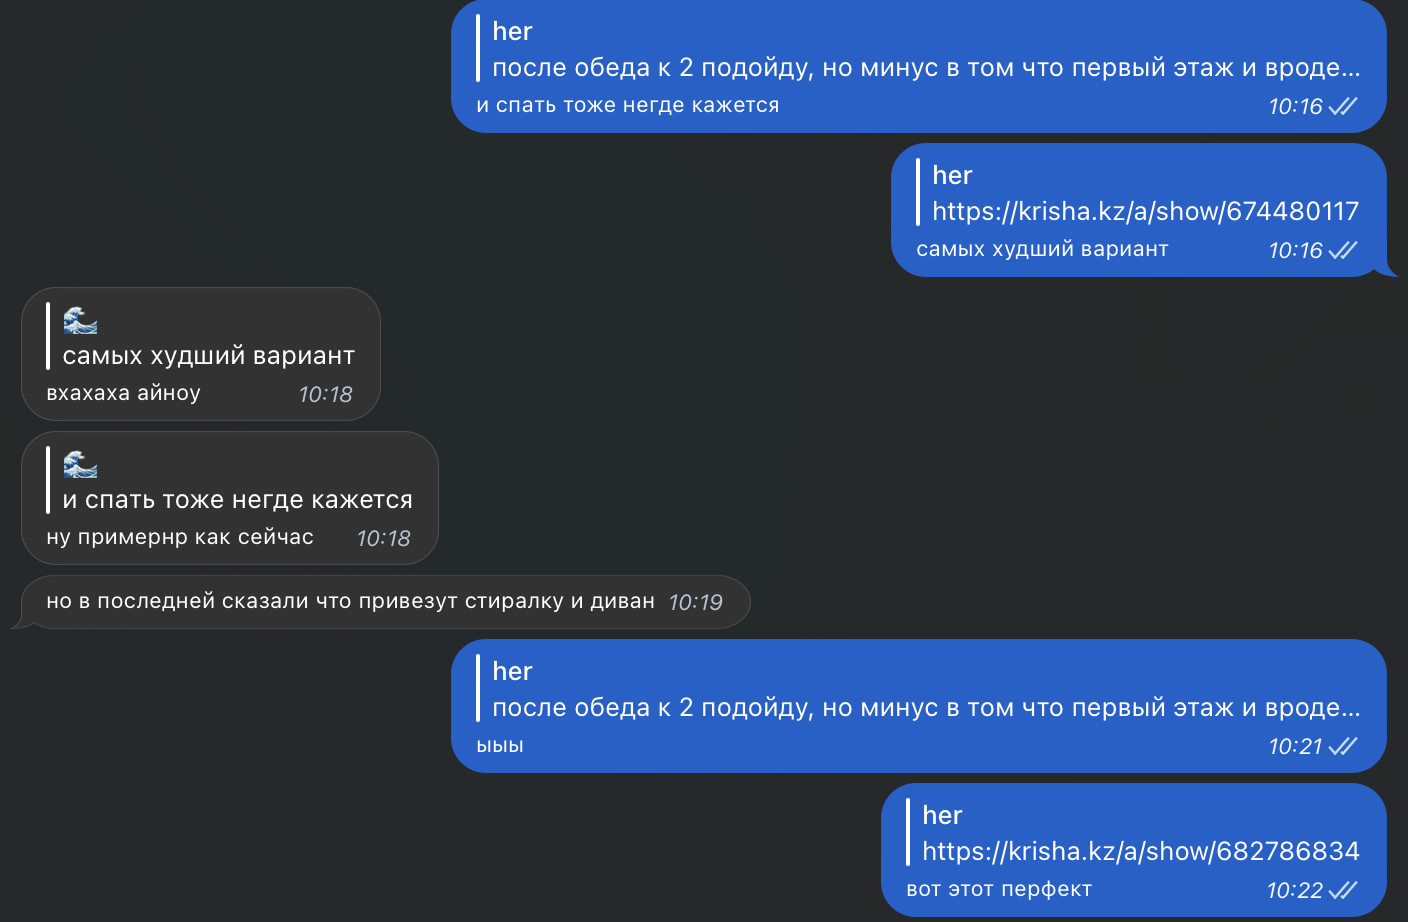 her
после обеда к 2 подойду, но минус в том что первый этаж и вроде...
и спать тоже негде кажется 10:16
her
https://krisha.kz/a/show/674480117
самых худший вариант 10:16
🌊
самых худший вариант
вхахаха айноу 10:18
🌊
и спать тоже негде кажется
ну примернр как сейчас 10:18
но в последней сказали что привезут стиралку и диван 10:19
her
после обеда к 2 подойду, но минус в том что первый этаж и вроде...
ыыы 10:21
her
https://krisha.kz/a/show/682786834
вот этот перфект 10:22